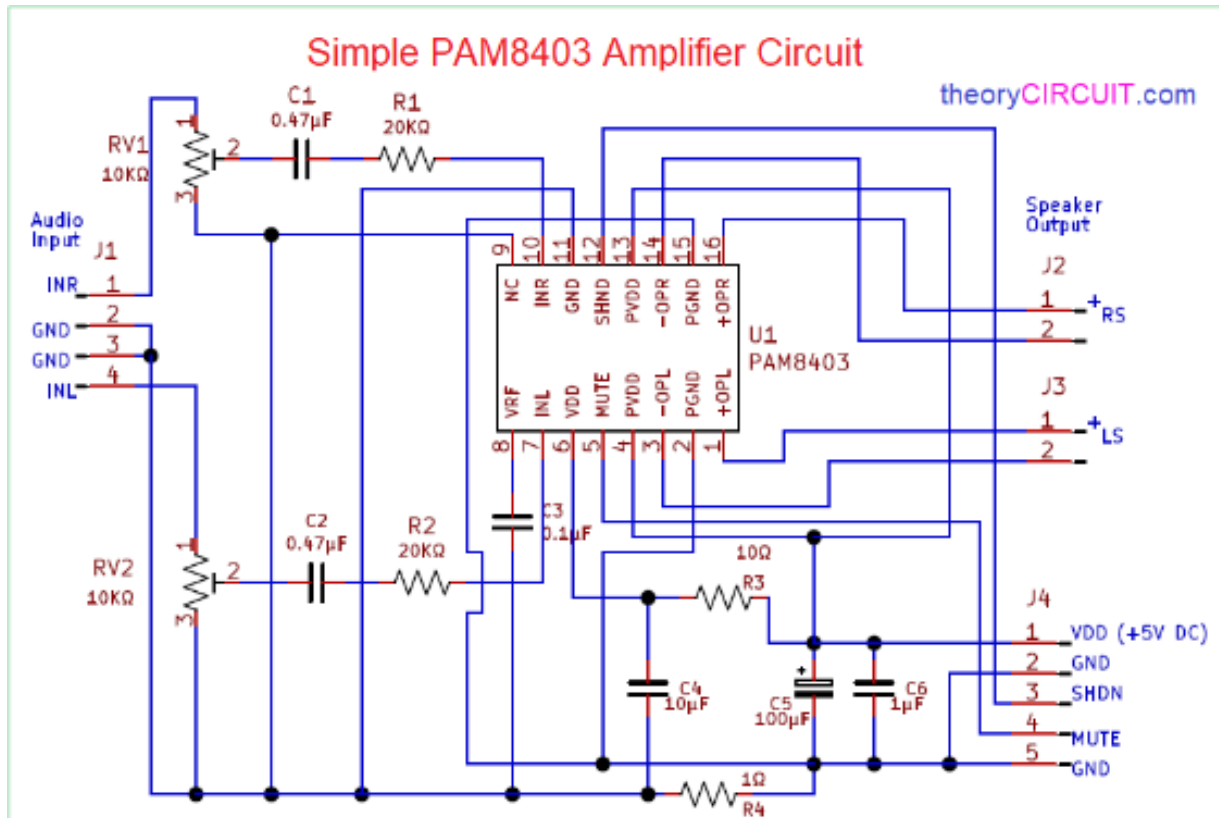 Simple PAM8403 Amplifier Circuit
theoryCIRCUIT.com
C1
0.47µF
R1
20KΩ
RV1
10KΩ
1
2
3
Audio
Input
J1
INR 1
GND 2
GND 3
INL 4
9 10 11 12 13 14 15 16
NC INR GND SHND PVDD -OPR PGND +OPR
U1
PAM8403
VRF INL VDD MUTE PVDD -OPL PGND +OPL
8 7 6 5 4 3 2 1
Speaker
Output
J2
1 + RS
2
J3
1 + LS
2
C3
0.1µF
C2
0.47µF
R2
20KΩ
RV2
10KΩ
1
2
3
10Ω
R3
C4
10µF
+
C5
100µF
C6
1µF
1Ω
R4
J4
1 VDD (+5V DC)
2 GND
3 SHDN
4 MUTE
5 GND